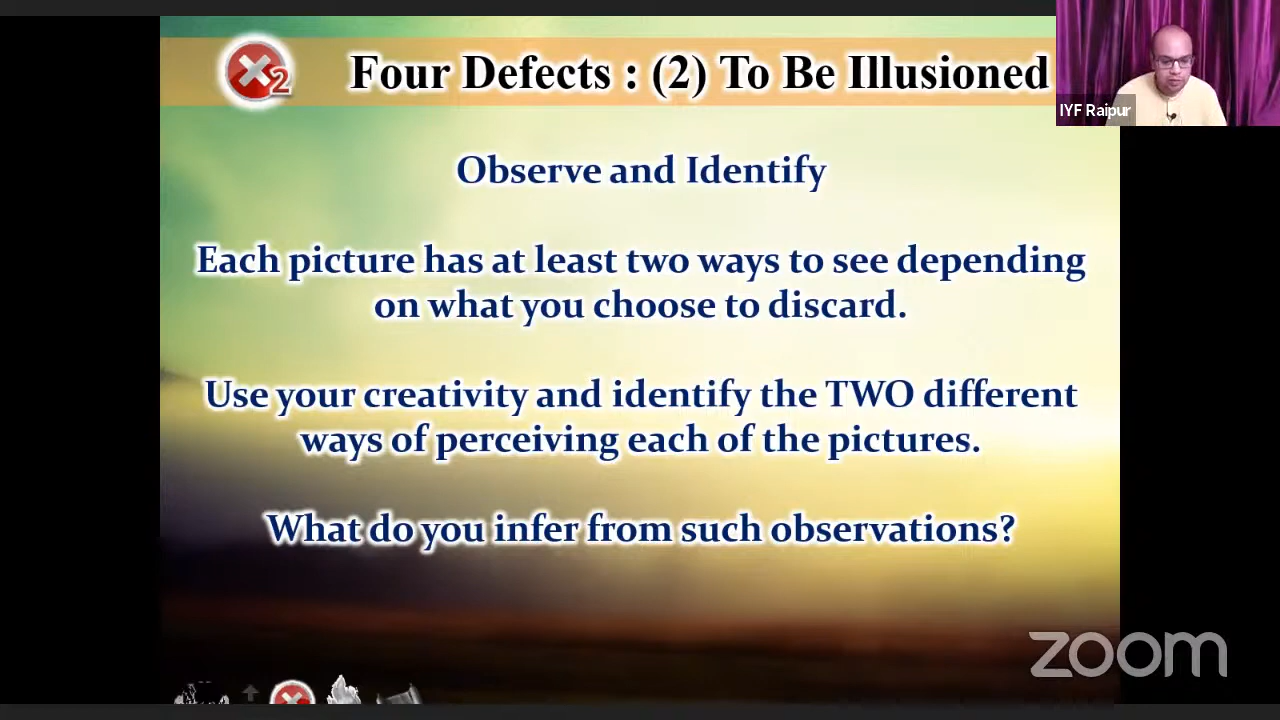 2
Four Defects : (2) To Be Illusioned
IYF Raipur
Observe and Identify
Each picture has at least two ways to see depending
on what you choose to discard.
Use your creativity and identify the TWO different
ways of perceiving each of the pictures.
What do you infer from such observations?
zoom